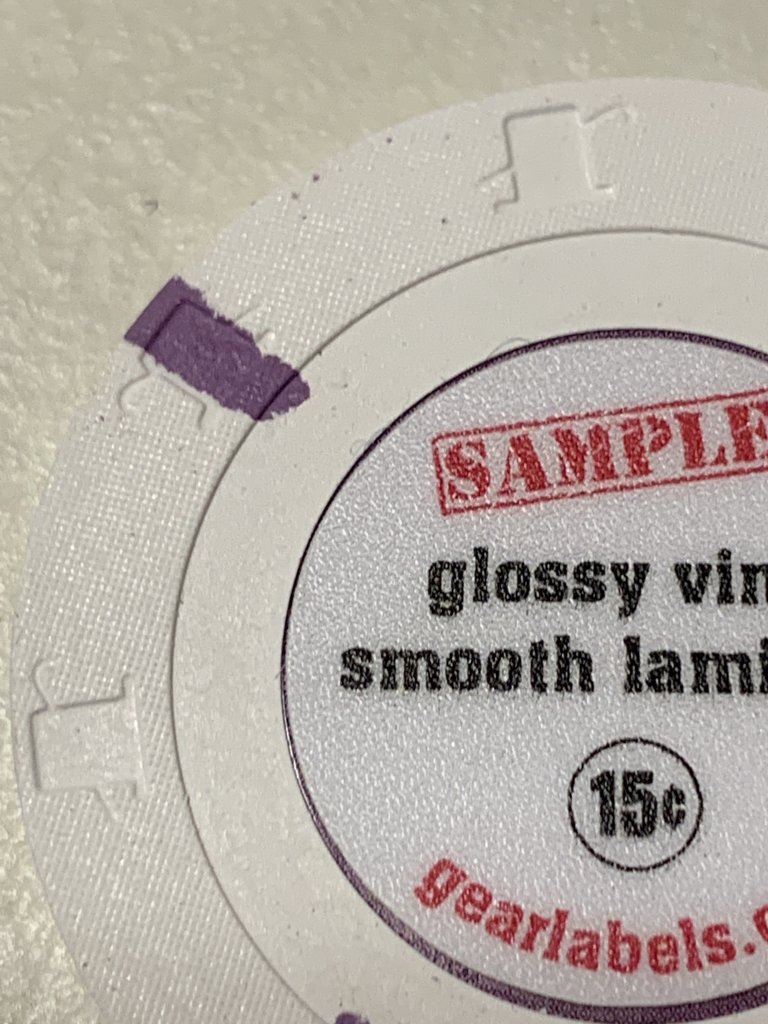 SAMPLE
glossy vin
smooth lami
15¢
gearlabels.